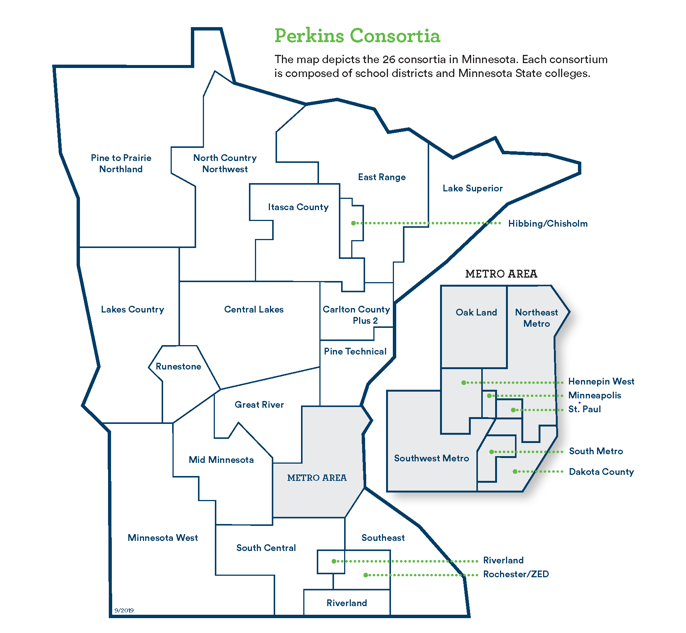 Perkins Consortia
The map depicts the 26 consortia in Minnesota. Each consortium
is composed of school districts and Minnesota State colleges.
Pine to Prairie
Northland
North Country
Northwest
East Range
Lake Superior
Itasca County
Hibbing/Chisholm
METRO AREA
Lakes Country
Central Lakes
Carlton County
Plus 2
Oak Land
Northeast
Metro
Pine Technical
Runestone
Hennepin West
Minneapolis
St. Paul
Great River
Mid Minnesota
METRO AREA
Southwest Metro
South Metro
Dakota County
Minnesota West
South Central
Southeast
Riverland
Rochester/ZED
Riverland
9/2019